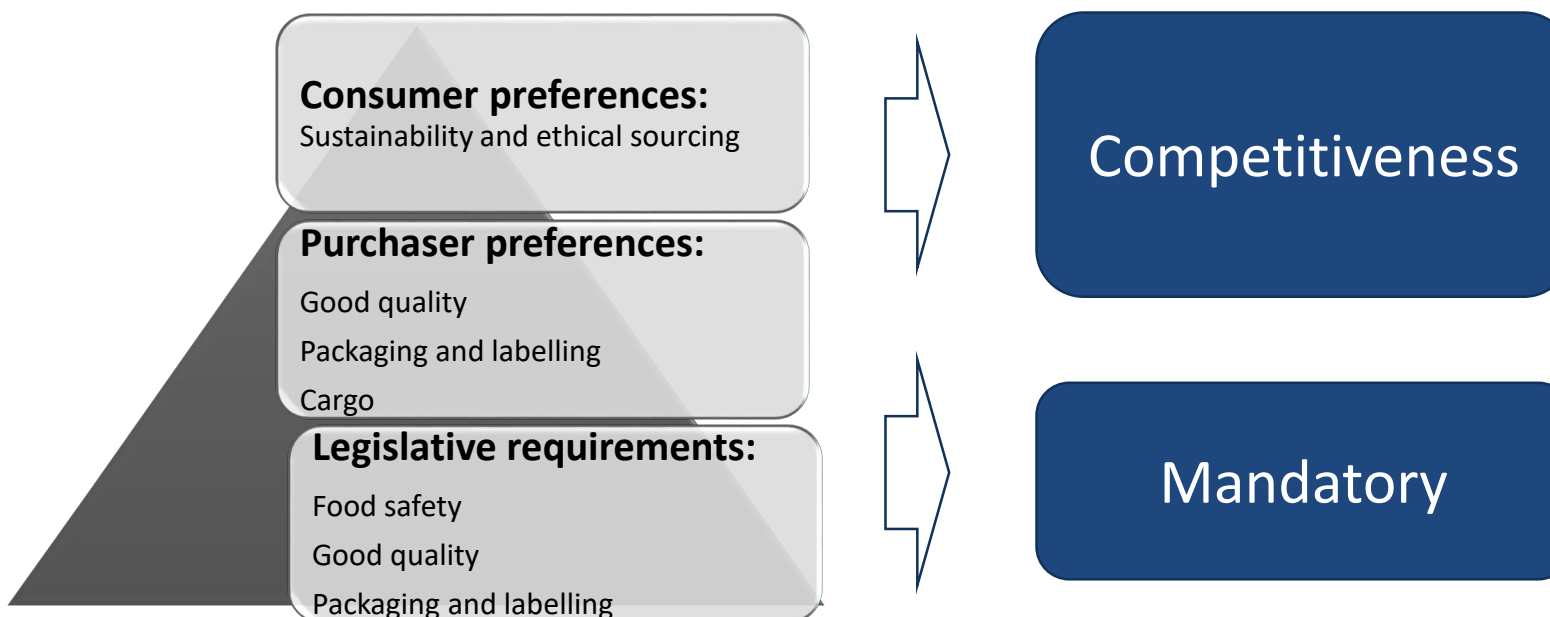 Consumer preferences:
Sustainability and ethical sourcing
Purchaser preferences:
Good quality
Packaging and labelling
Cargo
Legislative requirements:
Food safety
Good quality
Packaging and labelling
Competitiveness
Mandatory